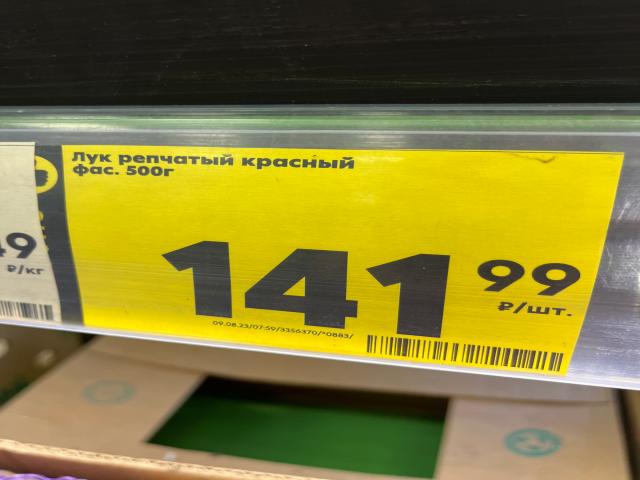 Лук репчатый красный
фас. 500г
141 99
₽/шт.
09.08.23/07:59/3356370/*0883/
49
₽/кг